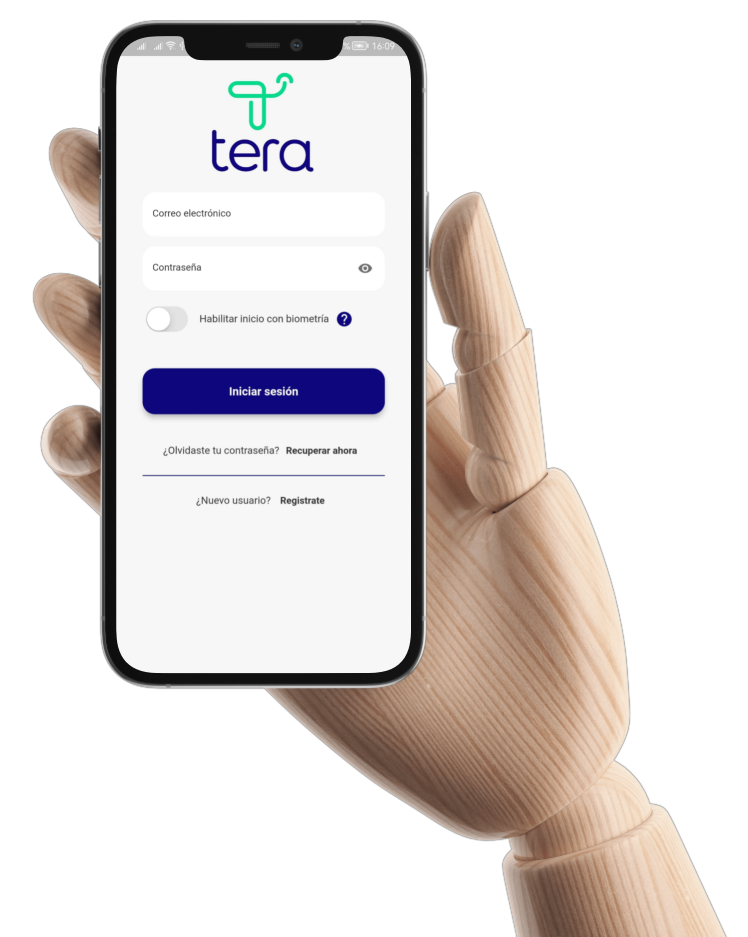 % 16:09
tera
Correo electrónico
Contraseña
Habilitar inicio con biometría ?
Iniciar sesión
¿Olvidaste tu contraseña? Recuperar ahora
¿Nuevo usuario? Registrate